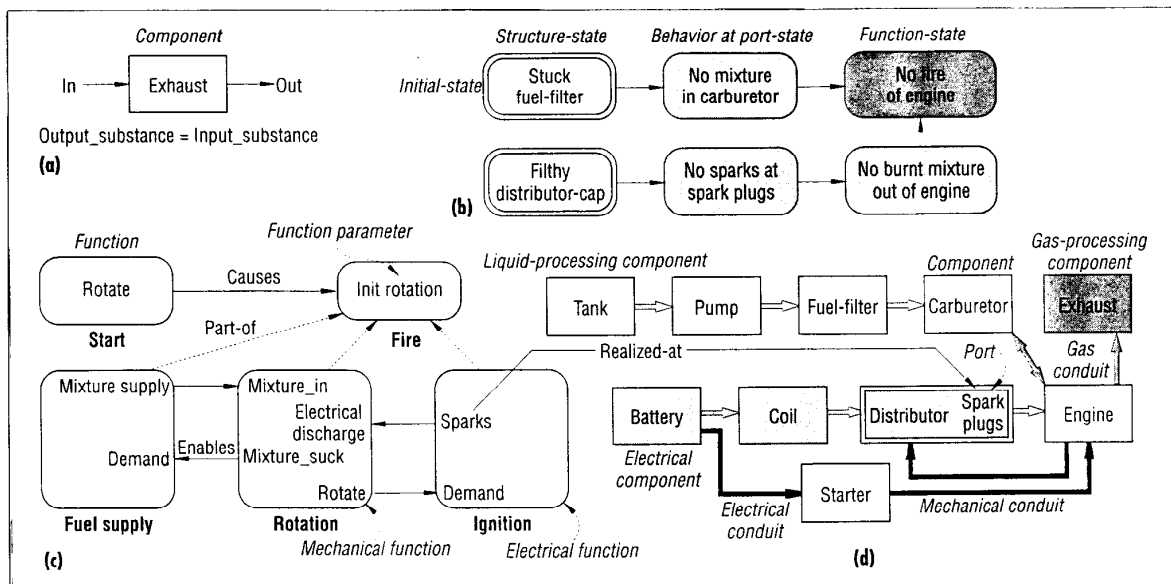 Component
In
Exhaust
Out
Output_substance = Input_substance
(a)
Structure-state
Behavior at port-state
Function-state
Initial-state
Stuck
fuel-filter
No mixture
in carburetor
No fire
of engine
Filthy
distributor-cap
No sparks at
spark plugs
No burnt mixture
out of engine
(b)
Function
Function parameter
Rotate
Causes
Init rotation
Start
Part-of
Fire
Mixture supply
Mixture_in
Electrical
discharge
Sparks
Demand
Enables
Mixture_suck
Rotate
Demand
Fuel supply
Rotation
Ignition
(c)
Mechanical function
Electrical function
Liquid-processing component
Component
Gas-processing
component
Tank
Pump
Fuel-filter
Carburetor
Exhaust
Realized-at
Port
Gas
conduit
Battery
Coil
Distributor
Spark
plugs
Engine
Electrical
component
Starter
Electrical
conduit
Mechanical conduit
(d)